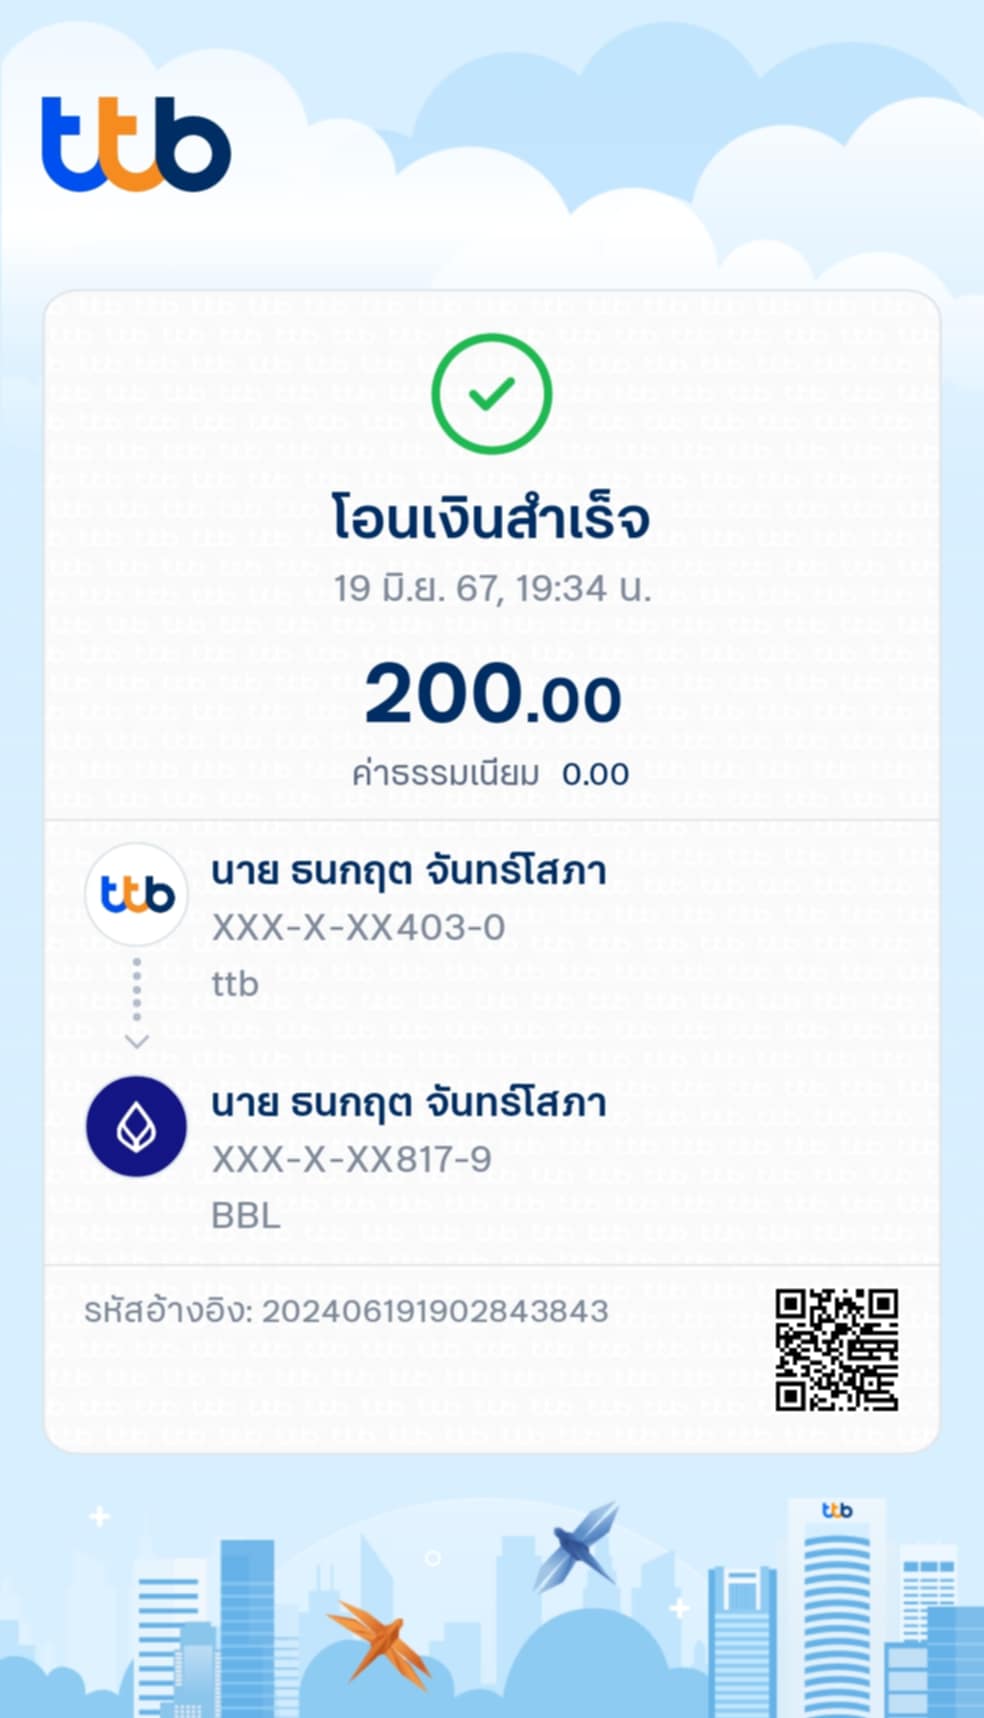 ttb
โอนเงินสำเร็จ
19 มิ.ย. 67, 19:34 น.
200.00
ค่าธรรมเนียม 0.00
ttb
นาย ธนกฤต จันทร์โสภา
XXX-X-XX403-0
ttb
นาย ธนกฤต จันทร์โสภา
XXX-X-XX817-9
BBL
รหัสอ้างอิง: 202406191902843843
ttb